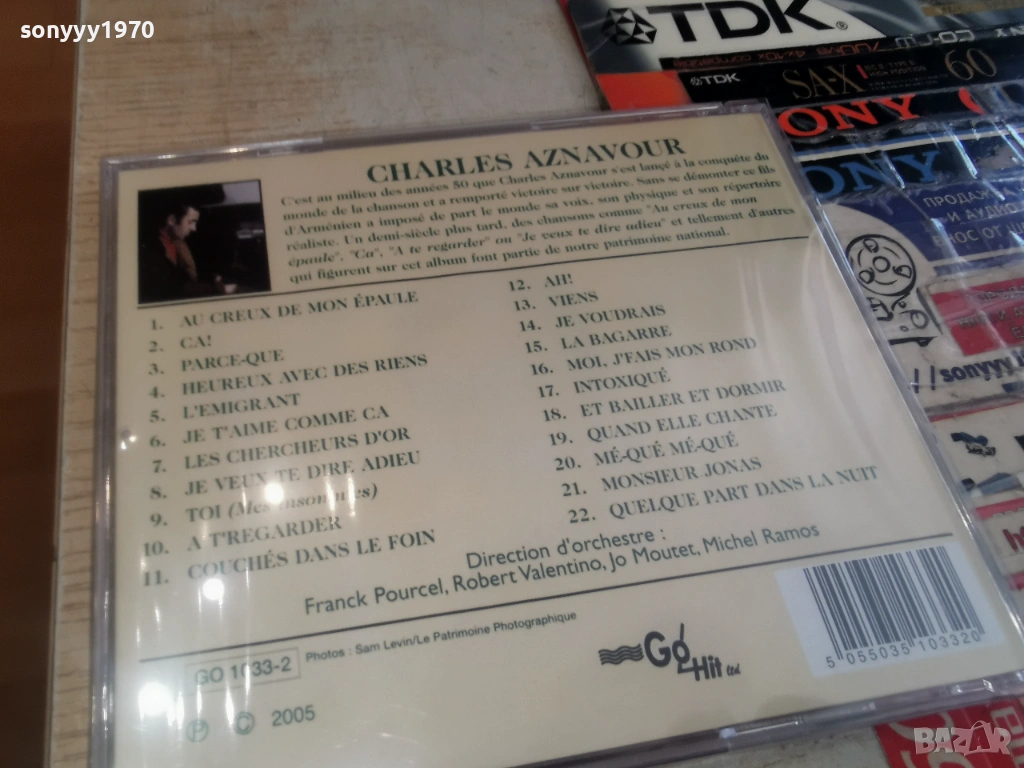 sonyyy1970
TDK®
TDK SA-X 60
SONY
SONY
ПРОДА
И АУДИО
//sonyyy1
CHARLES AZNAVOUR
C'est au milieu des années 50 que Charles Aznavour s'est lançé à la conquête du
monde de la chanson et a remporté victoire sur victoire. Sans se démonter ce fils
d'Arménien a imposé de part le monde sa voix, son physique et son répertoire
réaliste. Un demi-siècle plus tard, des chansons comme "Au creux de mon
épaule", "Ca", "A te regarder" ou "Je veux te dire adieu" et tellement d'autres
qui figurent sur cet album font partie de notre patrimoine national.
1. AU CREUX DE MON ÉPAULE
2. CA!
3. PARCE-QUE
4. HEUREUX AVEC DES RIENS
5. L'EMIGRANT
6. JE T'AIME COMME CA
7. LES CHERCHEURS D'OR
8. JE VEUX TE DIRE ADIEU
9. TOI (Mes insomnies)
10. A T'REGARDER
11. COUCHÉS DANS LE FOIN
12. AH!
13. VIENS
14. JE VOUDRAIS
15. LA BAGARRE
16. MOI, J'FAIS MON ROND
17. INTOXIQUÉ
18. ET BAILLER ET DORMIR
19. QUAND ELLE CHANTE
20. MÉ-QUÉ MÉ-QUÉ
21. MONSIEUR JONAS
22. QUELQUE PART DANS LA NUIT
Direction d'orchestre :
Franck Pourcel, Robert Valentino, Jo Moutet, Michel Ramos
GO 1033-2
Photos : Sam Levin/Le Patrimoine Photographique
Go Hit Ltd
5 055035 103320
℗ © 2005
BAZAR